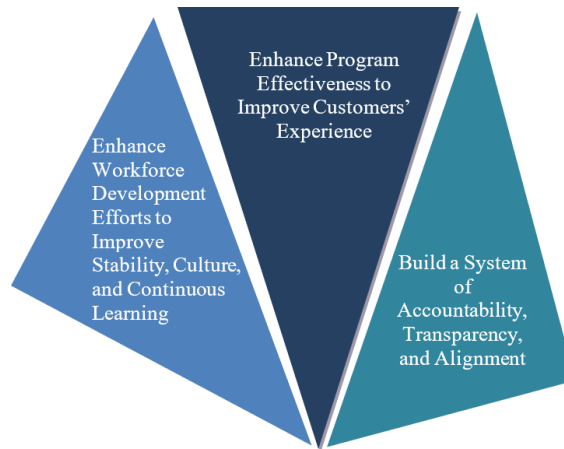 Enhance Program
Effectiveness to
Improve Customers’
Experience
Enhance
Workforce
Development
Efforts to
Improve
Stability, Culture,
and Continuous
Learning
Build a System
of
Accountability,
Transparency,
and Alignment